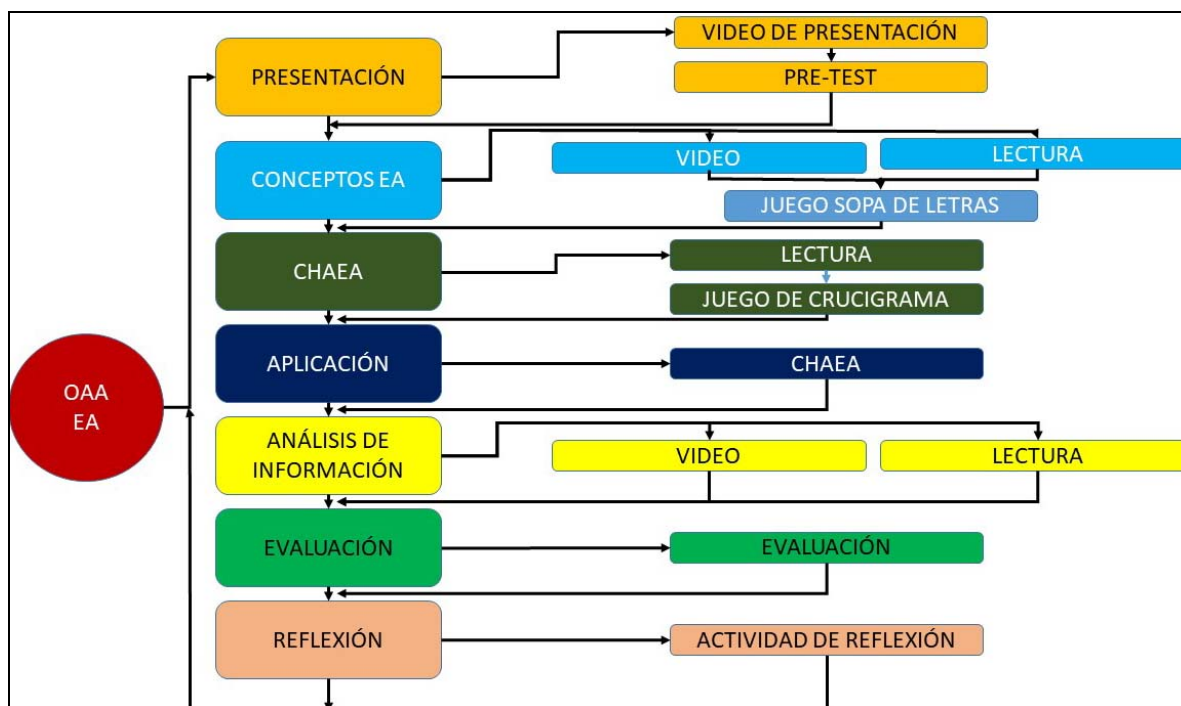 VIDEO DE PRESENTACIÓN
PRESENTACIÓN
PRE-TEST
CONCEPTOS EA
VIDEO
LECTURA
JUEGO SOPA DE LETRAS
CHAEA
LECTURA
JUEGO DE CRUCIGRAMA
OAA
EA
APLICACIÓN
CHAEA
ANÁLISIS DE
INFORMACIÓN
VIDEO
LECTURA
EVALUACIÓN
EVALUACIÓN
REFLEXIÓN
ACTIVIDAD DE REFLEXIÓN